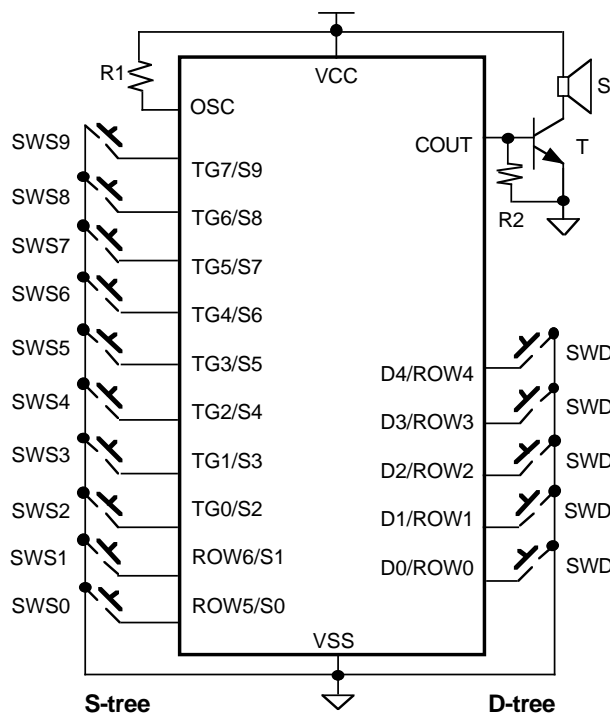 R1
VCC
S
OSC
COUT
T
SWS9
TG7/S9
R2
SWS8
TG6/S8
SWS7
TG5/S7
SWS6
TG4/S6
SWS5
TG3/S5
D4/ROW4
SWD
SWS4
TG2/S4
D3/ROW3
SWD
SWS3
TG1/S3
D2/ROW2
SWD
SWS2
TG0/S2
D1/ROW1
SWD
SWS1
ROW6/S1
D0/ROW0
SWD
SWS0
ROW5/S0
VSS
S-tree
D-tree